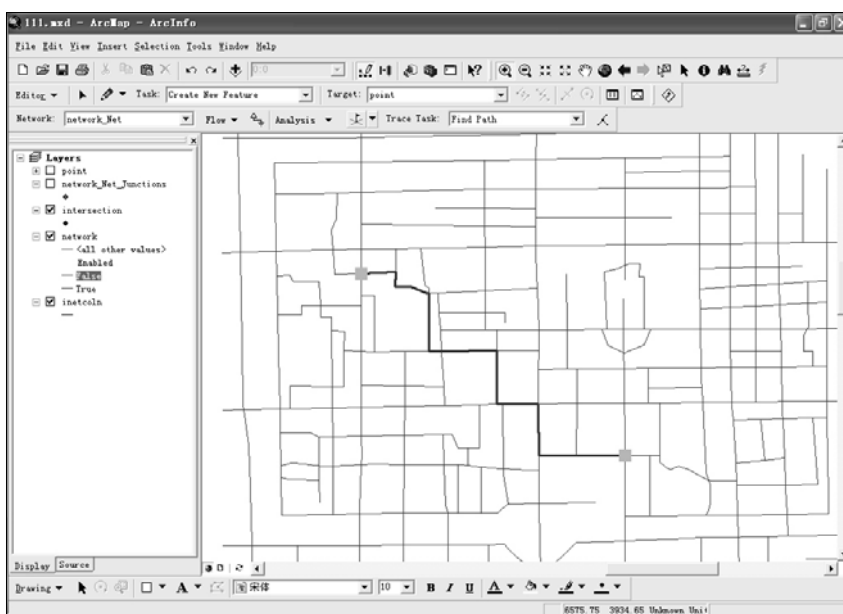 111.mxd - ArcMap - ArcInfo
File Edit View Insert Selection Tools Window Help
0:0
Editor Task: Create New Feature Target: point
Network: network_Net Flow Analysis Trace Task: Find Path
Layers
point
network_Net_Junctions
intersection
network
<all other values>
Enabled
False
True
inetcoln
Display Source
Drawing A 宋体 10 B I U A
6575.75 3934.65 Unknown Unit